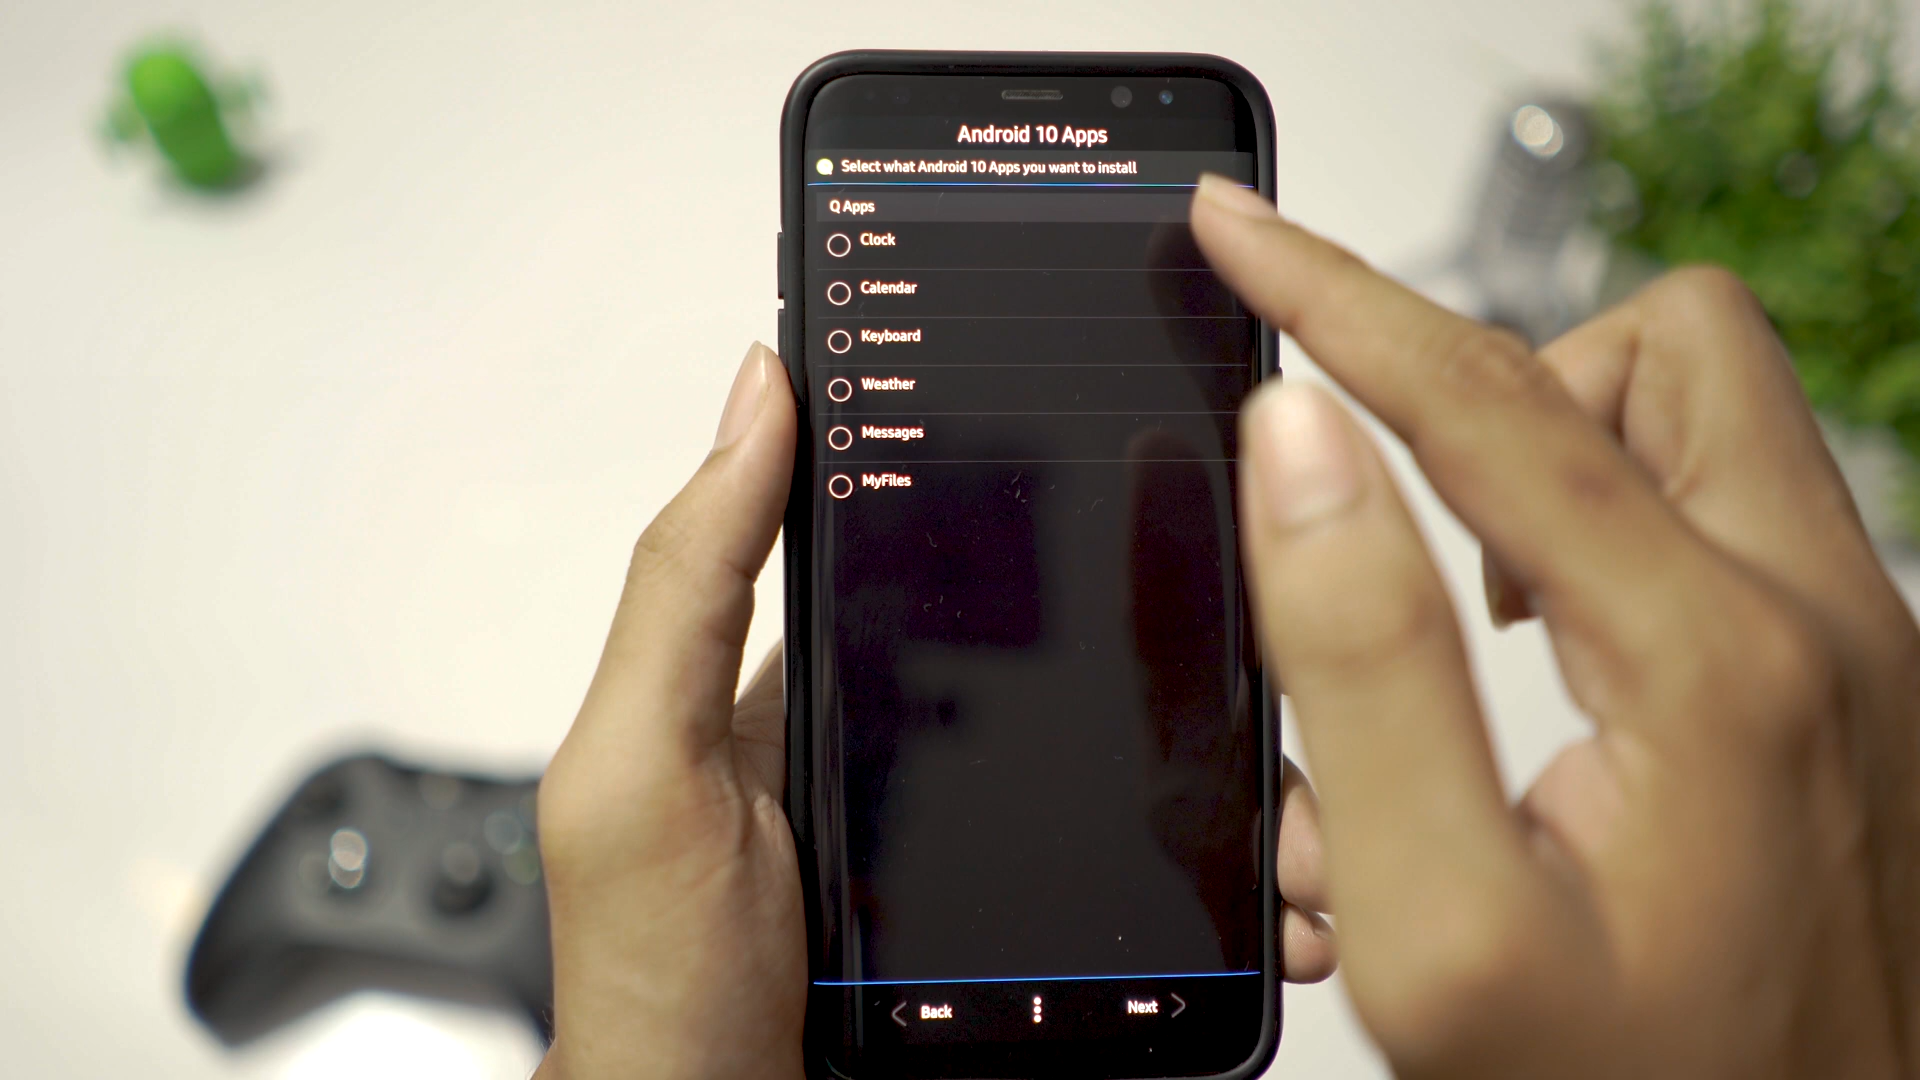 Android 10 Apps
Select what Android 10 Apps you want to install
Q Apps
Clock
Calendar
Keyboard
Weather
Messages
MyFiles
Back
Next